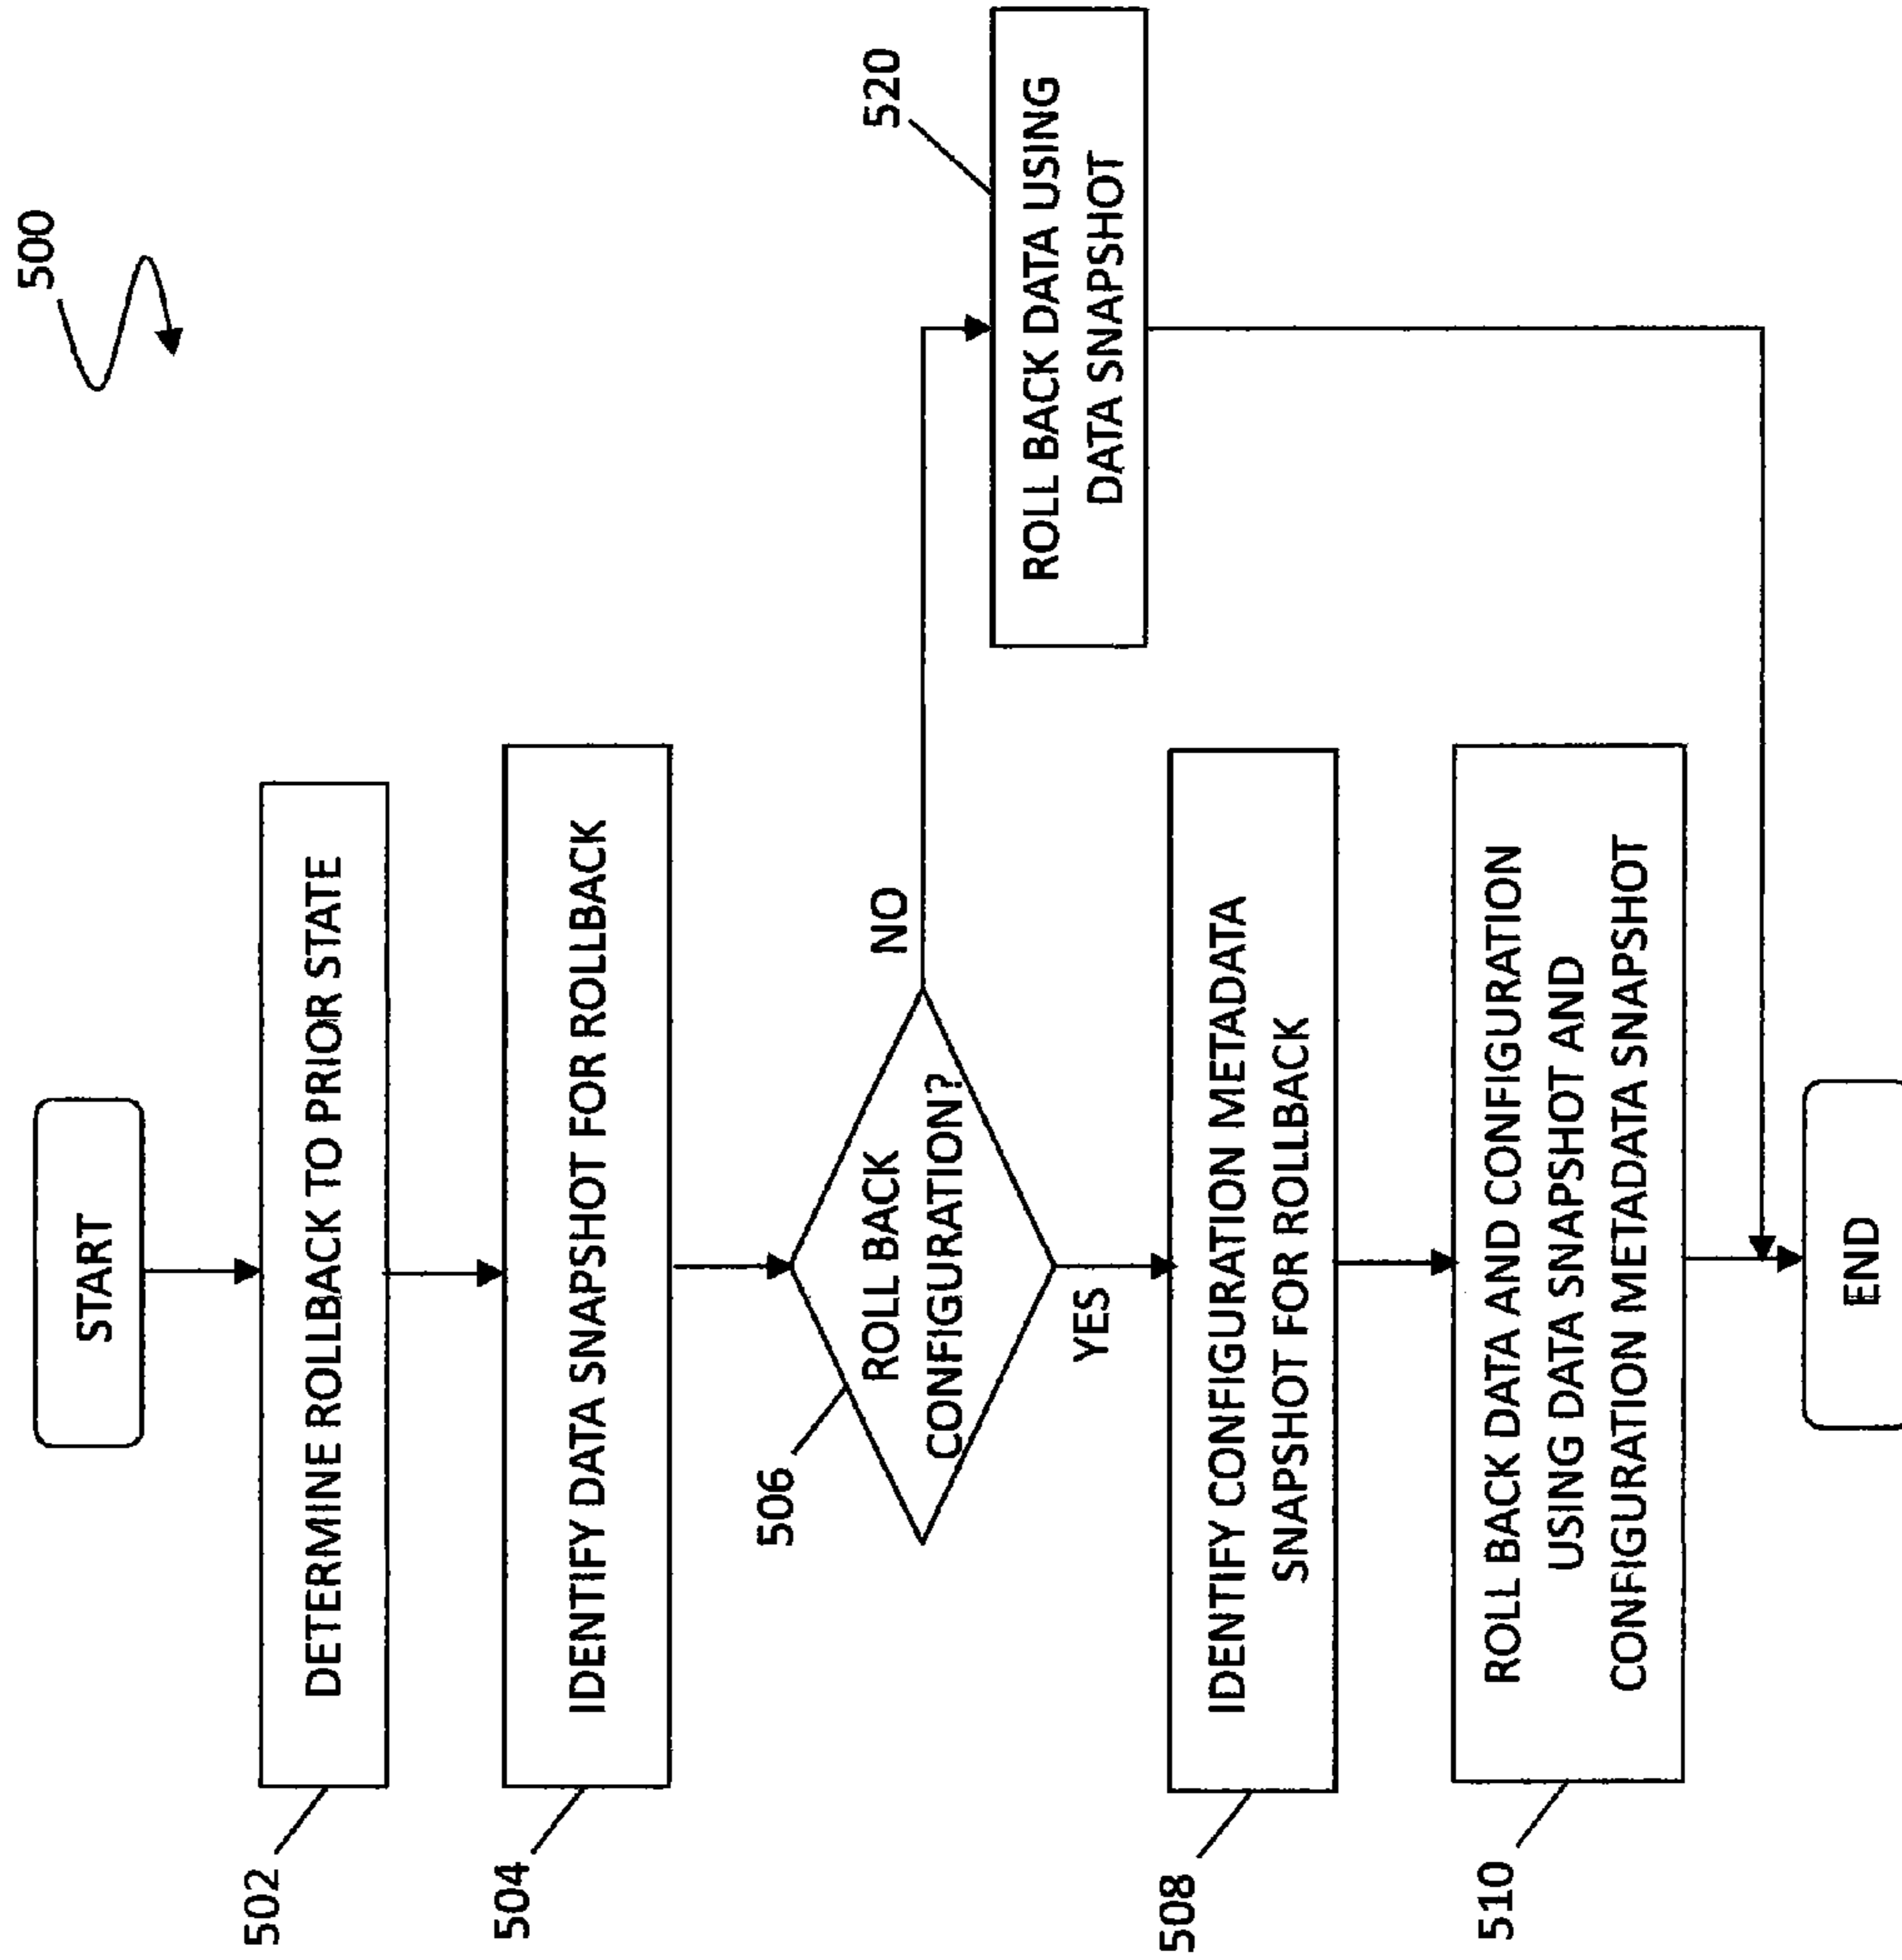 500
START
502
DETERMINE ROLLBACK TO PRIOR STATE
504
IDENTIFY DATA SNAPSHOT FOR ROLLBACK
506
ROLL BACK
CONFIGURATION?
NO
520
ROLL BACK DATA USING
DATA SNAPSHOT
YES
508
IDENTIFY CONFIGURATION METADATA
SNAPSHOT FOR ROLLBACK
510
ROLL BACK DATA AND CONFIGURATION
USING DATA SNAPSHOT AND
CONFIGURATION METADATA SNAPSHOT
END